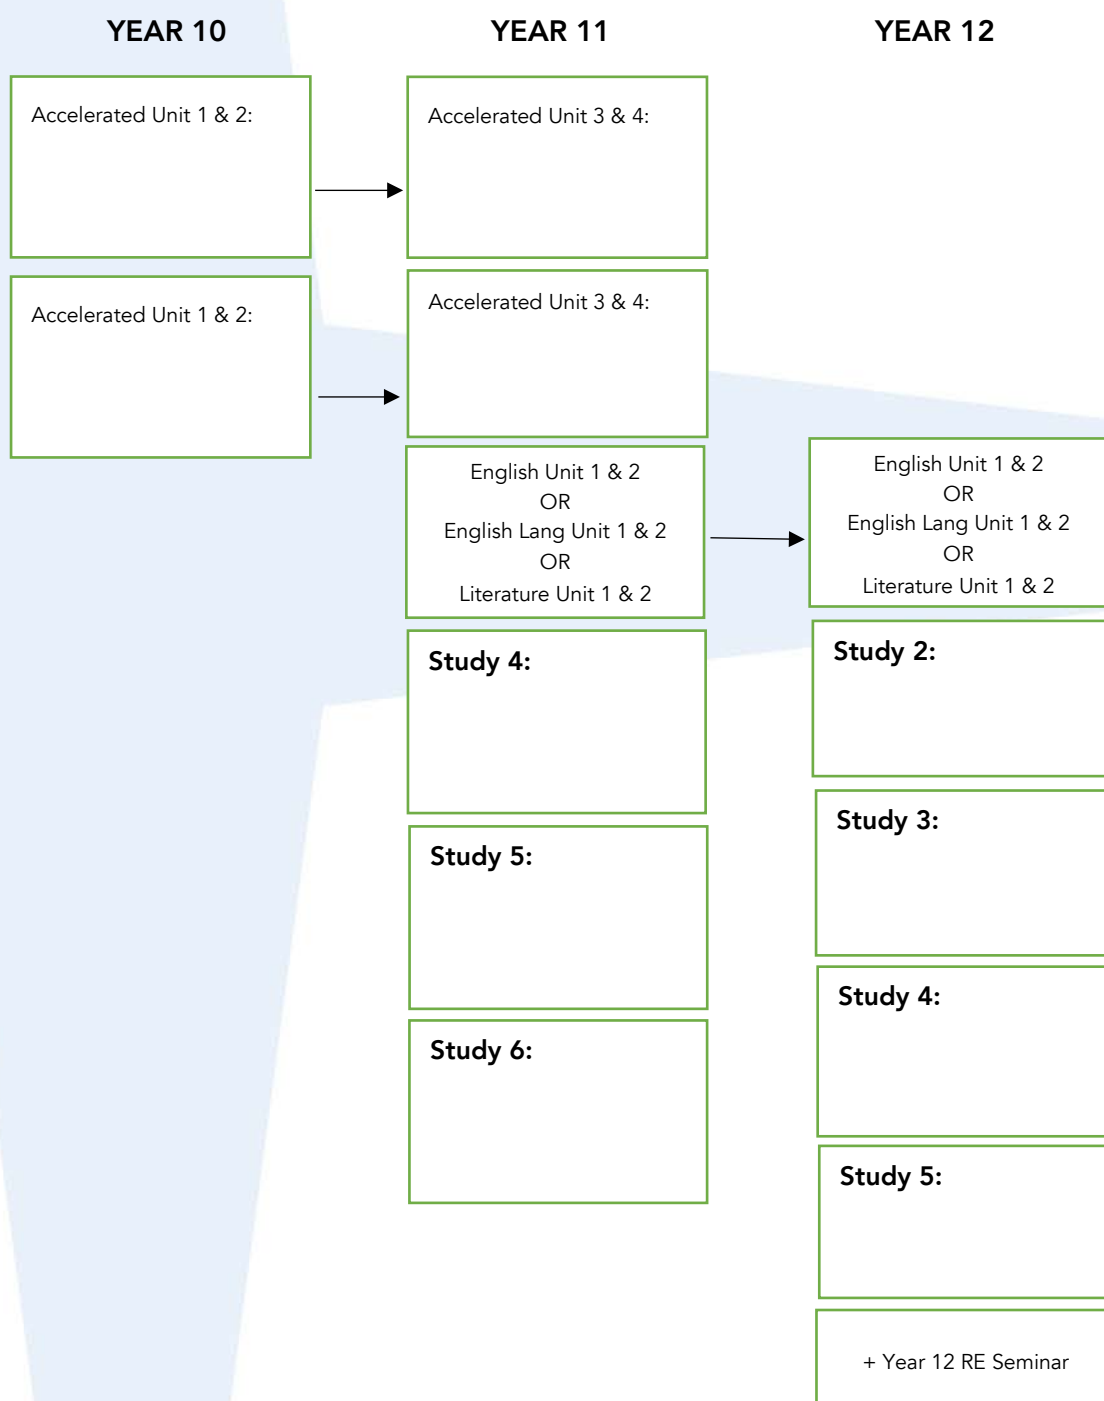 YEAR 10
YEAR 11
YEAR 12
Accelerated Unit 1 & 2:
Accelerated Unit 3 & 4:
Accelerated Unit 1 & 2:
Accelerated Unit 3 & 4:
English Unit 1 & 2
OR
English Lang Unit 1 & 2
OR
Literature Unit 1 & 2
English Unit 1 & 2
OR
English Lang Unit 1 & 2
OR
Literature Unit 1 & 2
Study 4:
Study 5:
Study 6:
Study 2:
Study 3:
Study 4:
Study 5:
+ Year 12 RE Seminar